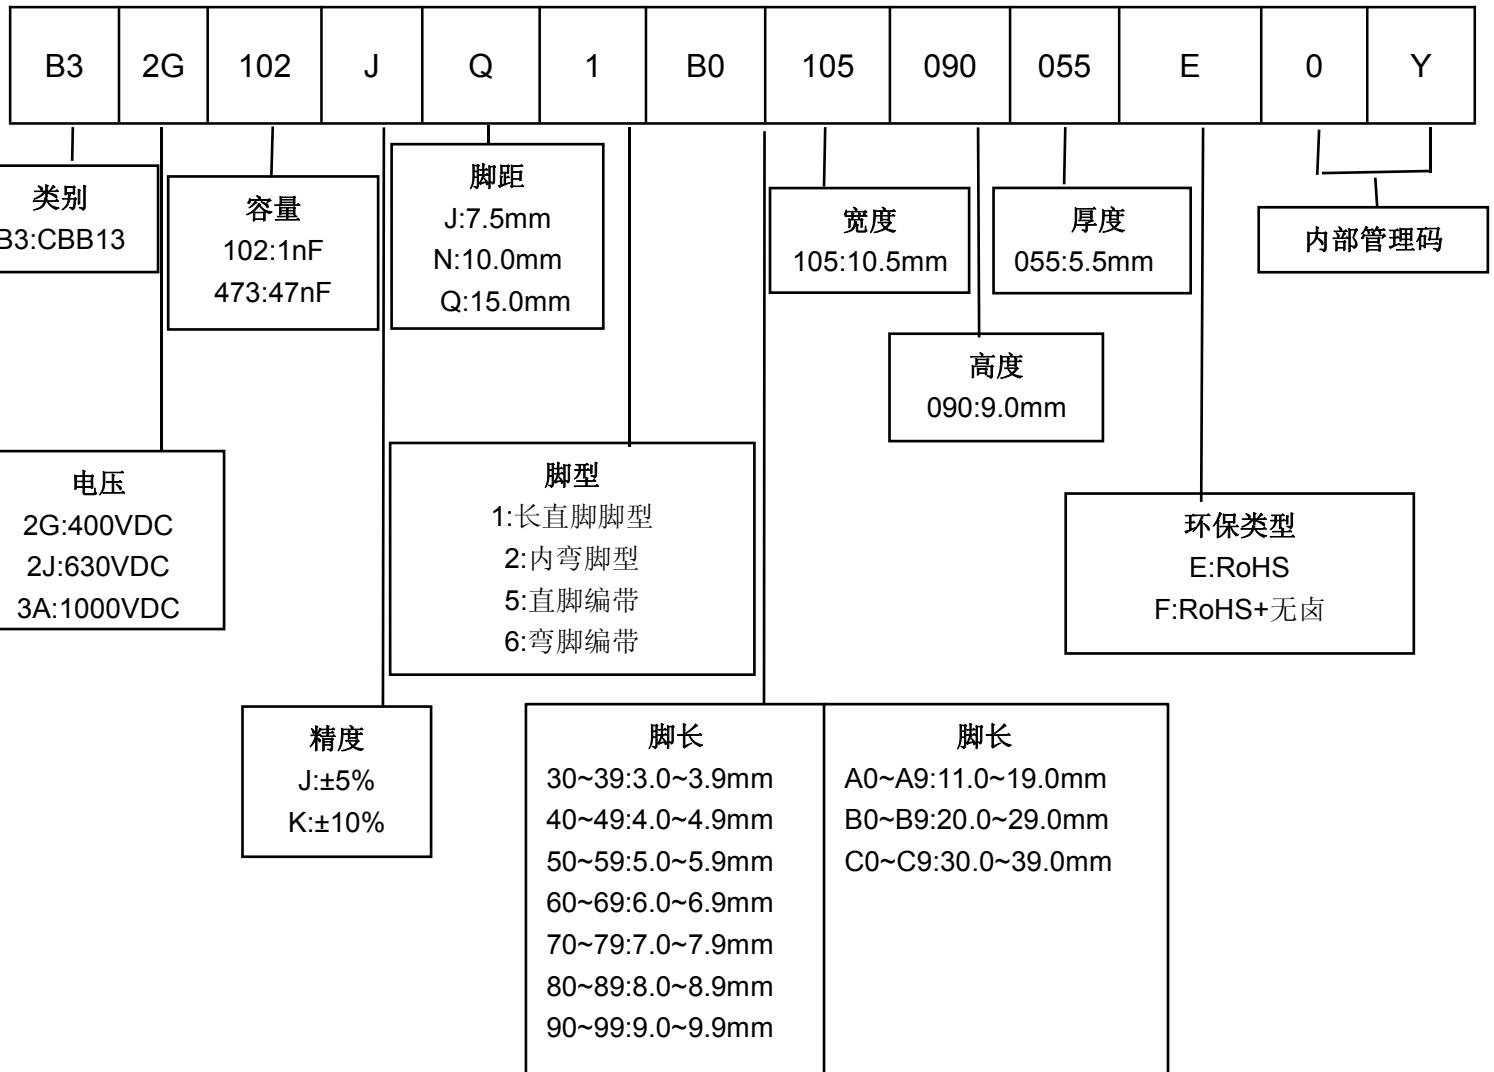 B3 2G 102 J Q 1 B0 105 090 055 E 0 Y
类别
B3:CBB13
容量
102:1nF
473:47nF
脚距
J:7.5mm
N:10.0mm
Q:15.0mm
宽度
105:10.5mm
厚度
055:5.5mm
内部管理码
高度
090:9.0mm
电压
2G:400VDC
2J:630VDC
3A:1000VDC
脚型
1:长直脚脚型
2:内弯脚型
5:直脚编带
6:弯脚编带
环保类型
E:RoHS
F:RoHS+无卤
精度
J:±5%
K:±10%
脚长
30~39:3.0~3.9mm
40~49:4.0~4.9mm
50~59:5.0~5.9mm
60~69:6.0~6.9mm
70~79:7.0~7.9mm
80~89:8.0~8.9mm
90~99:9.0~9.9mm
脚长
A0~A9:11.0~19.0mm
B0~B9:20.0~29.0mm
C0~C9:30.0~39.0mm